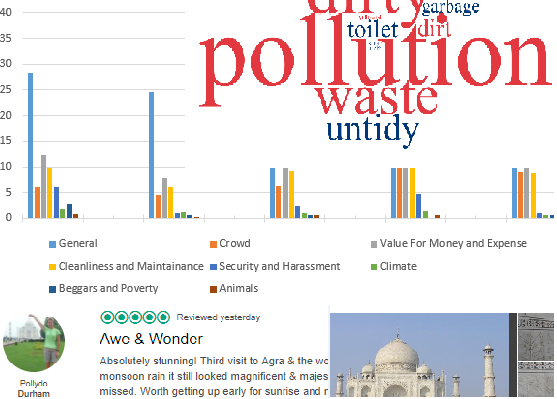 40
35
30
25
20
15
10
5
0
dirty
garbage
toilet
dirt
pollution
waste
untidy
General
Crowd
Value For Money and Expense
Cleanliness and Maintainance
Security and Harassment
Climate
Beggars and Poverty
Animals
Reviewed yesterday
Awe & Wonder
Absolutely stunning! Third visit to Agra & the wo
monsoon rain it still looked magnificent & majes
missed. Worth getting up early for sunrise and r
Pollydo
Durham